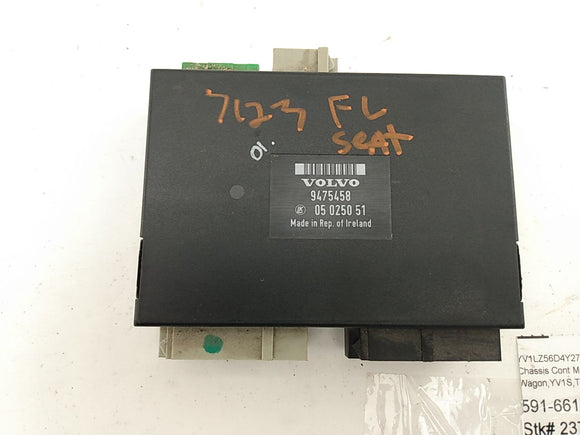 7123 FL
seat
01.
VOLVO
9475458
05 0250 51
Made in Rep. of Ireland
YV1LZ56D4Y27
Chassis Cont M
Wagon,YV1S,T
591-661
Stk# 237